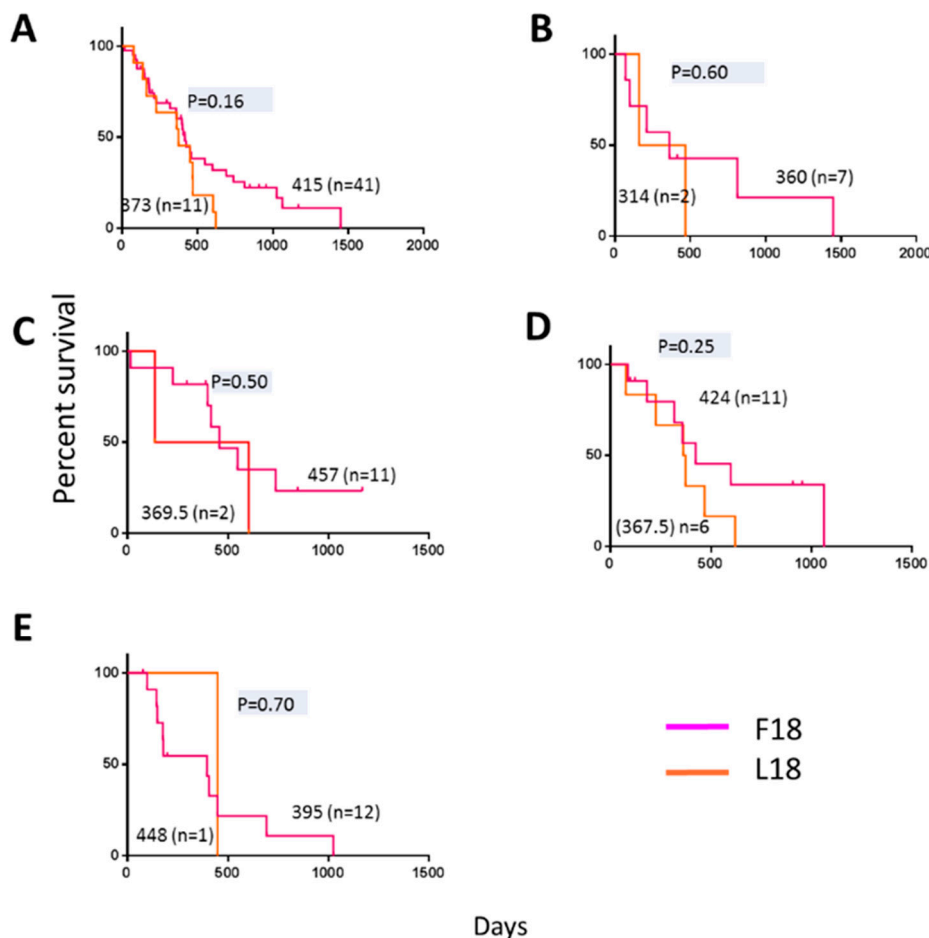 A
100
50
0
P=0.16
415 (n=41)
373 (n=11)
0 500 1000 1500 2000
B
100
50
0
P=0.60
360 (n=7)
314 (n=2)
0 500 1000 1500 2000
Percent survival
C
100
50
0
P=0.50
457 (n=11)
369.5 (n=2)
0 500 1000 1500
D
100
50
0
P=0.25
424 (n=11)
(367.5) n=6
0 500 1000 1500
E
100
50
0
P=0.70
395 (n=12)
448 (n=1)
0 500 1000 1500
F18
L18
Days